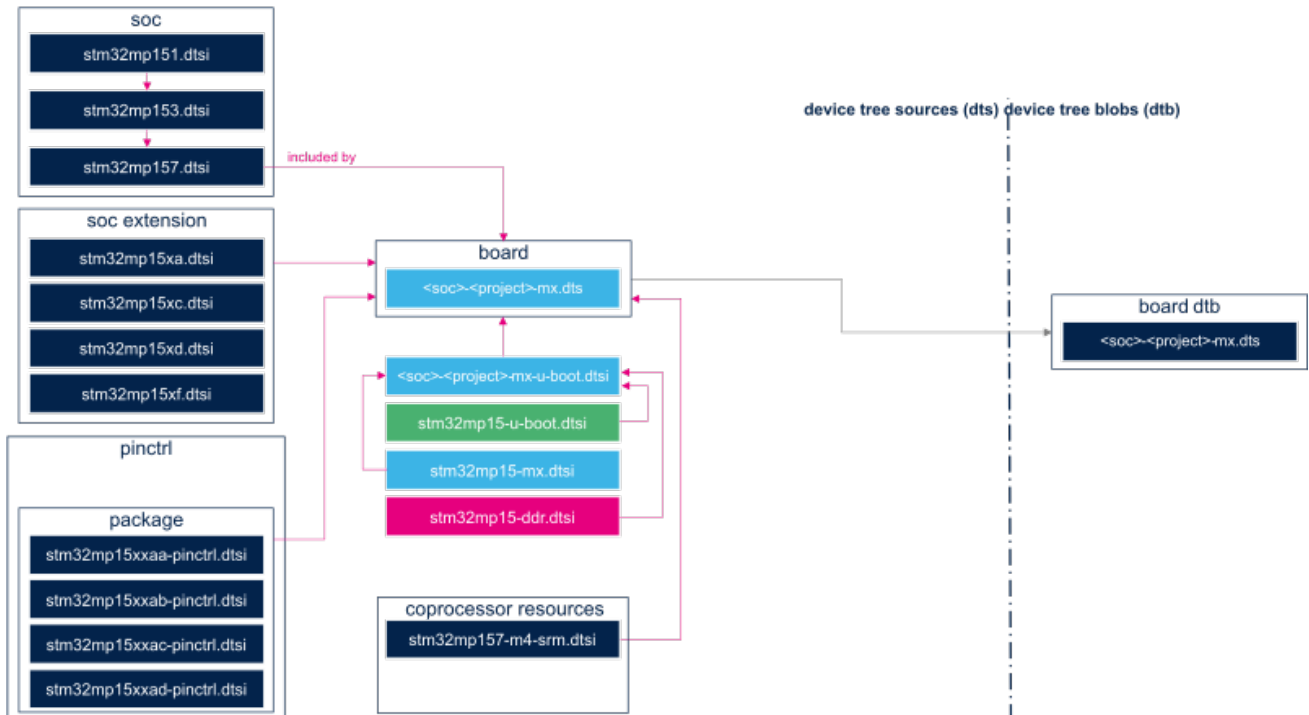 soc
stm32mp151.dtsi
stm32mp153.dtsi
stm32mp157.dtsi
included by
soc extension
stm32mp15xa.dtsi
stm32mp15xc.dtsi
stm32mp15xd.dtsi
stm32mp15xf.dtsi
pinctrl
package
stm32mp15xxaa-pinctrl.dtsi
stm32mp15xxab-pinctrl.dtsi
stm32mp15xxac-pinctrl.dtsi
stm32mp15xxad-pinctrl.dtsi
board
<soc>-<project>-mx.dts
<soc>-<project>-mx-u-boot.dtsi
stm32mp15-u-boot.dtsi
stm32mp15-mx.dtsi
stm32mp15-ddr.dtsi
coprocessor resources
stm32mp157-m4-srm.dtsi
device tree sources (dts) device tree blobs (dtb)
board dtb
<soc>-<project>-mx.dts